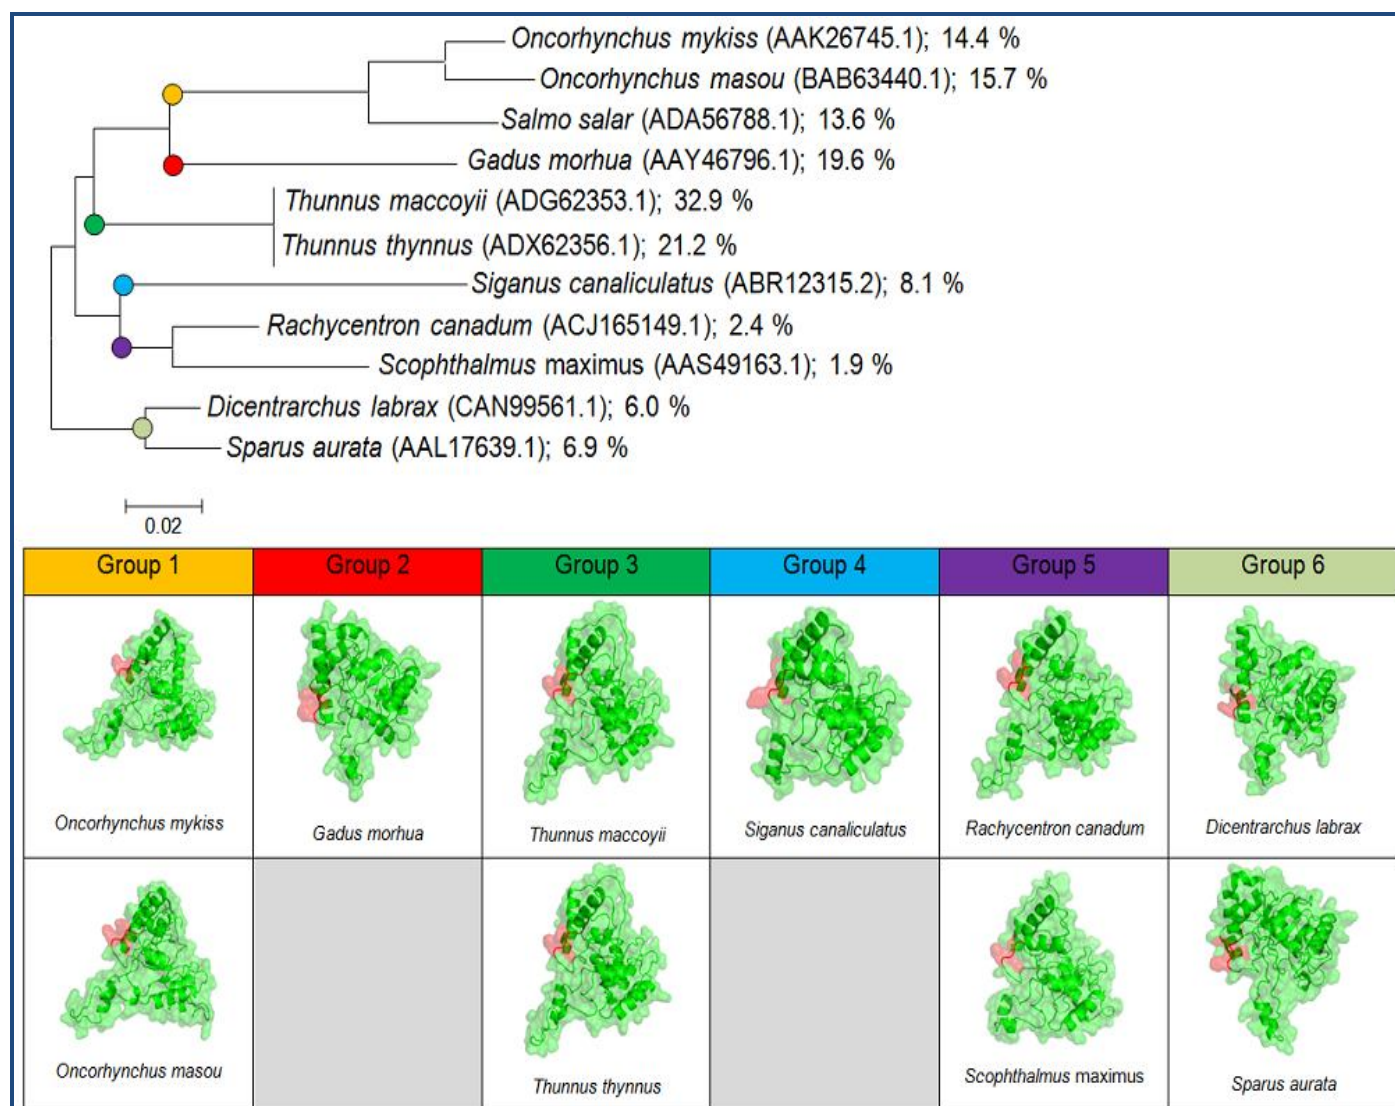 Oncorhynchus mykiss (AAK26745.1); 14.4 %
Oncorhynchus masou (BAB63440.1); 15.7 %
Salmo salar (ADA56788.1); 13.6 %
Gadus morhua (AAY46796.1); 19.6 %
Thunnus maccoyii (ADG62353.1); 32.9 %
Thunnus thynnus (ADX62356.1); 21.2 %
Siganus canaliculatus (ABR12315.2); 8.1 %
Rachycentron canadum (ACJ165149.1); 2.4 %
Scophthalmus maximus (AAS49163.1); 1.9 %
Dicentrarchus labrax (CAN99561.1); 6.0 %
Sparus aurata (AAL17639.1); 6.9 %
0.02
Group 1 Group 2 Group 3 Group 4 Group 5 Group 6
Oncorhynchus mykiss Gadus morhua Thunnus maccoyii Siganus canaliculatus Rachycentron canadum Dicentrarchus labrax
Oncorhynchus masou Thunnus thynnus Scophthalmus maximus Sparus aurata